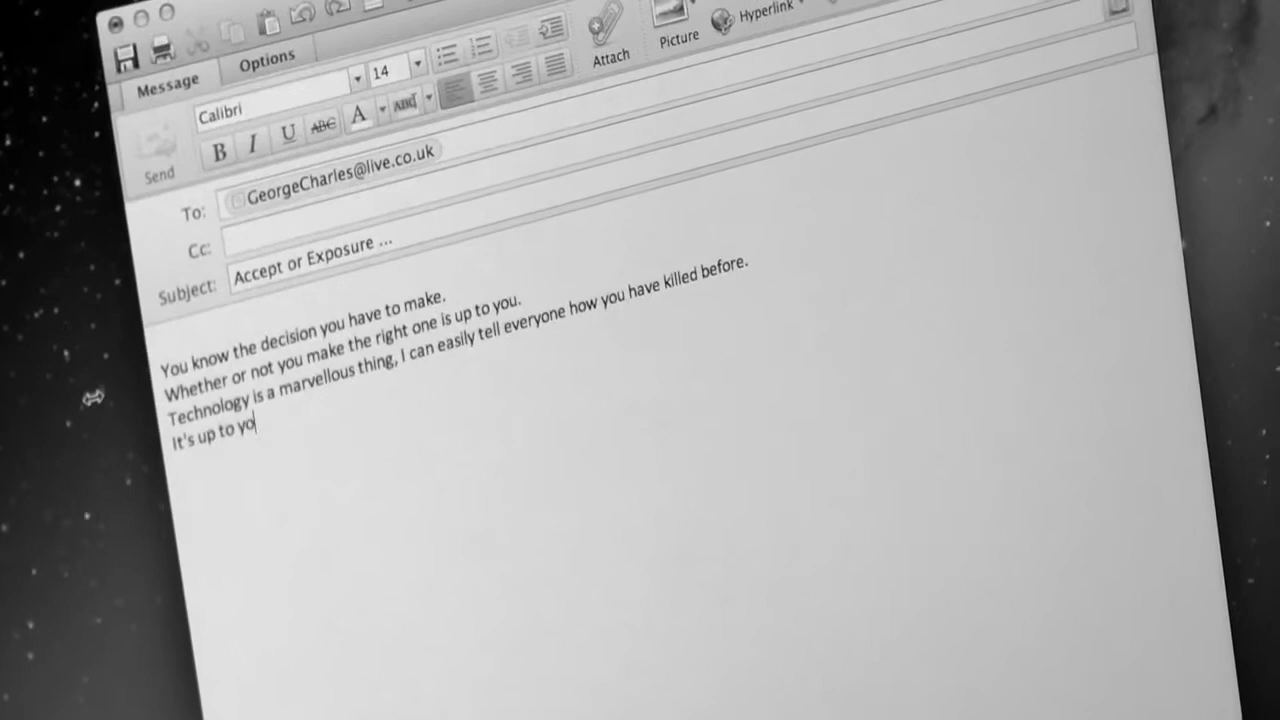 Message
Options
Calibri
14
Attach
Picture
Hyperlink
B I U ABC A ABC
Send
To: GeorgeCharles@live.co.uk
Cc:
Subject: Accept or Exposure ...
You know the decision you have to make.
Whether or not you make the right one is up to you.
Technology is a marvellous thing, I can easily tell everyone how you have killed before.
It's up to yo